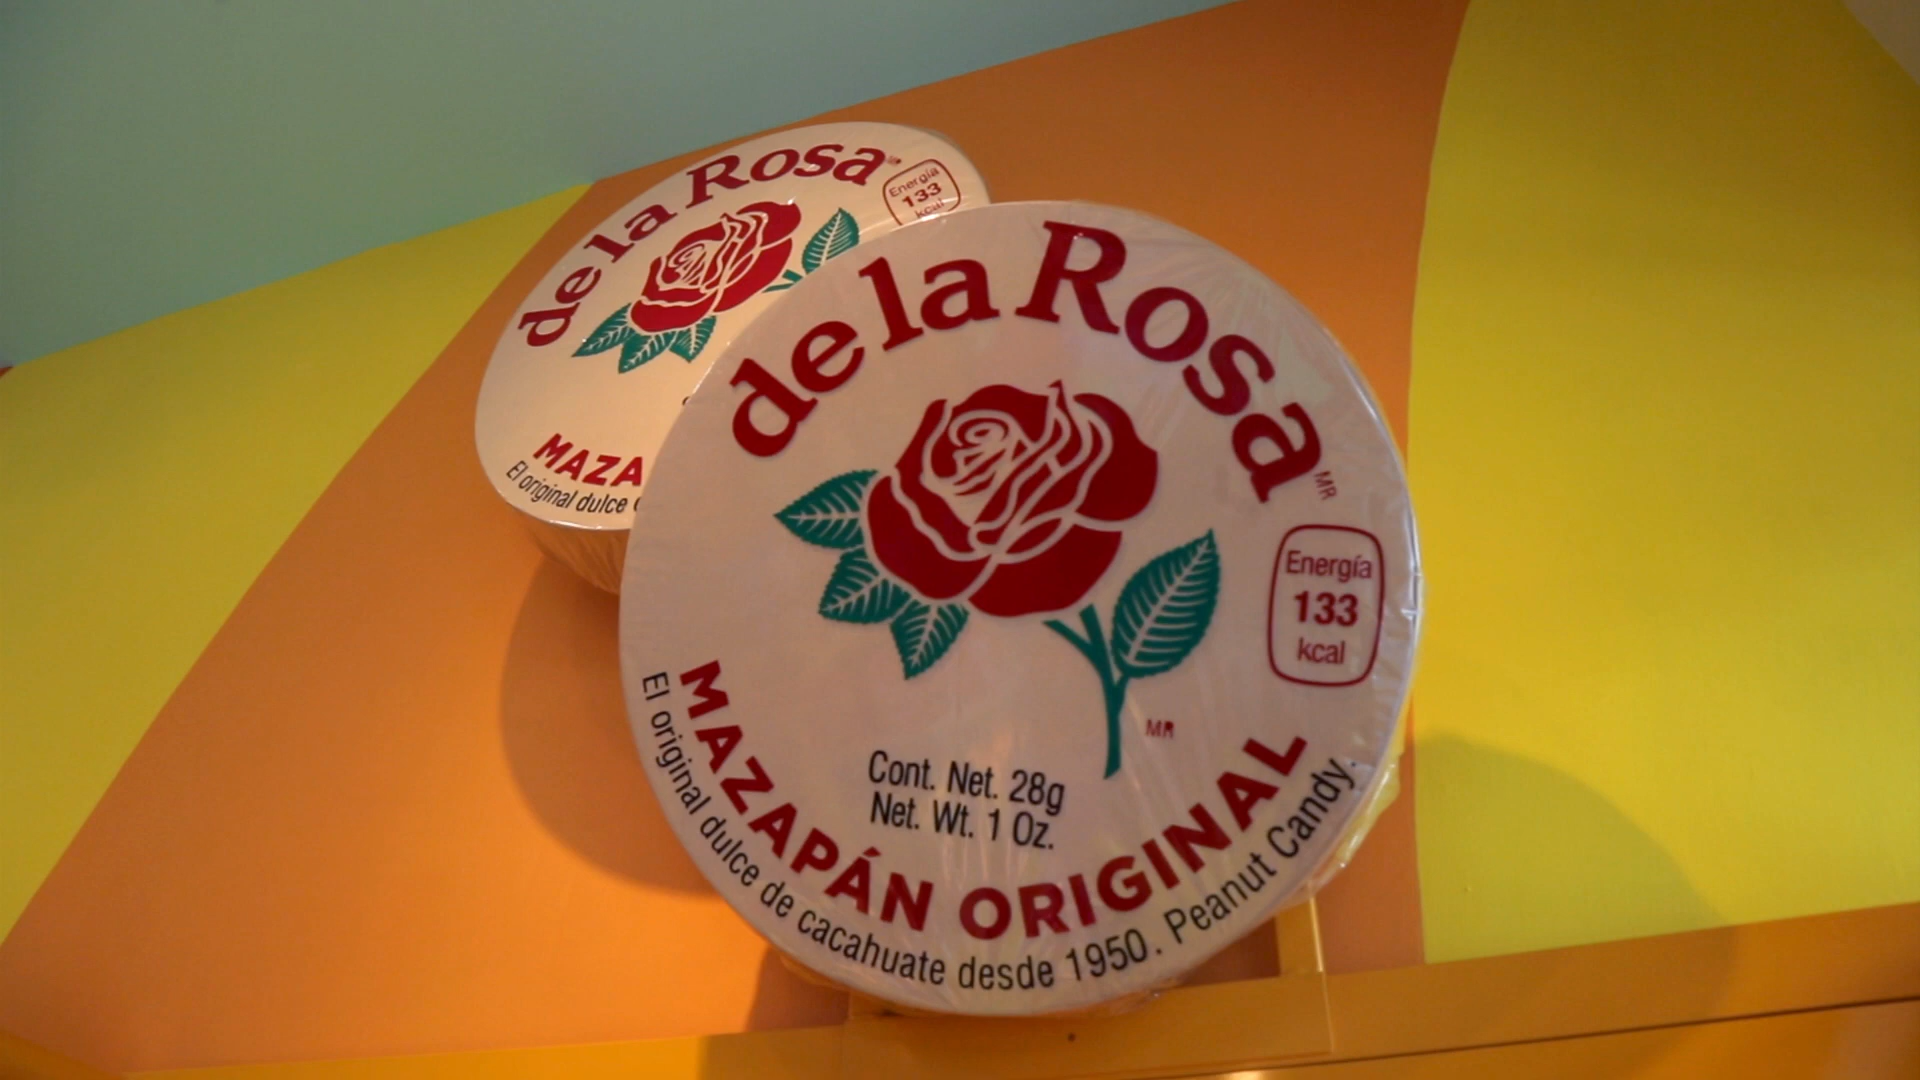 de la Rosa
Energía
133
kcal
MAZA
El original dulce
de la Rosa
MR
Energía
133
kcal
MR
Cont. Net. 28g
Net. Wt. 1 Oz.
MAZAPÁN ORIGINAL
El original dulce de cacahuate desde 1950. Peanut Candy.